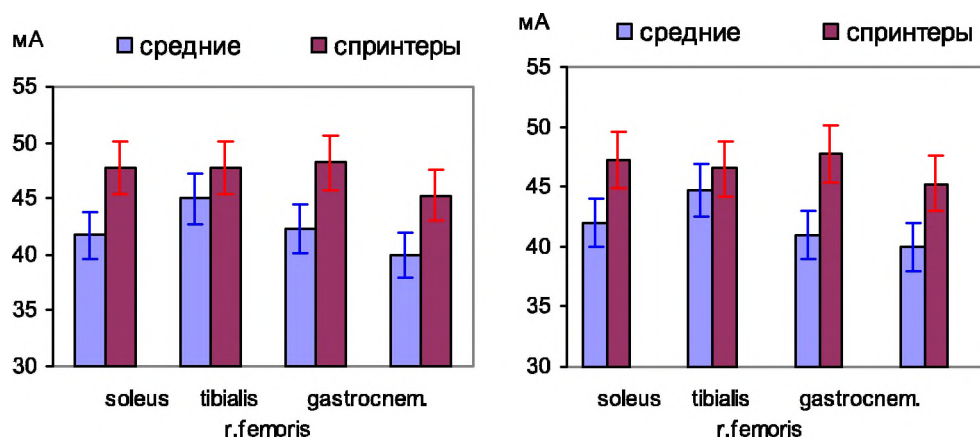 мА
средние спринтеры
55
50
45
40
35
30
soleus tibialis gastrocnem.
r.femoris
мА
средние спринтеры
55
50
45
40
35
30
soleus tibialis gastrocnem.
r.femoris